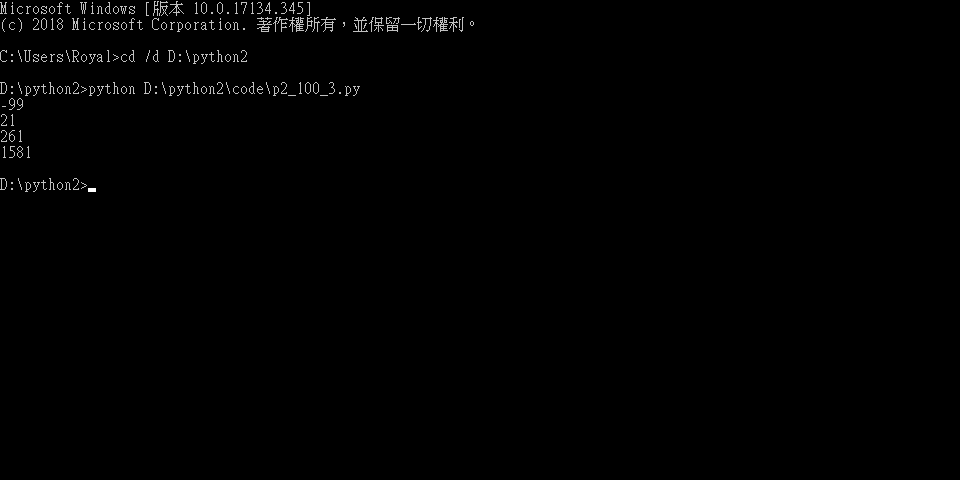 Microsoft Windows [版本 10.0.17134.345]
(c) 2018 Microsoft Corporation. 著作權所有，並保留一切權利。
C:\Users\Royal>cd /d D:\python2
D:\python2>python D:\python2\code\p2_100_3.py
-99
21
261
1581
D:\python2>